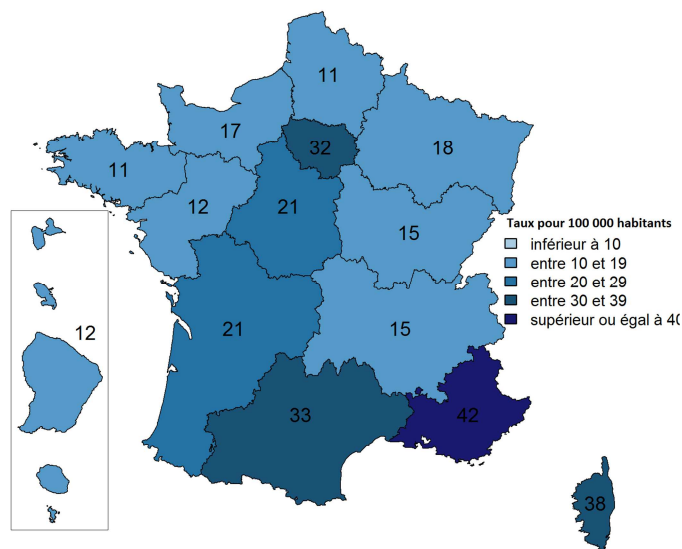 11
17
32
18
11
12
21
15
Taux pour 100 000 habitants
inférieur à 10
entre 10 et 19
entre 20 et 29
entre 30 et 39
supérieur ou égal à 40
12
21
15
33
42
38